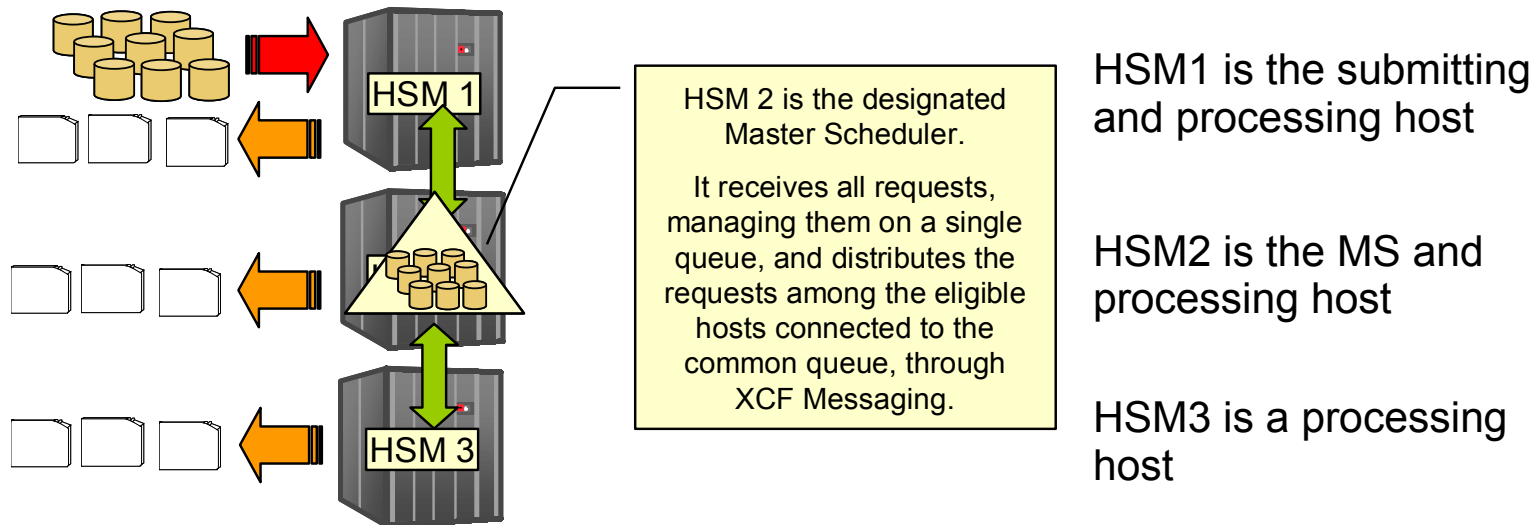 HSM 1
HSM 3
HSM 2 is the designated
Master Scheduler.
It receives all requests,
managing them on a single
queue, and distributes the
requests among the eligible
hosts connected to the
common queue, through
XCF Messaging.
HSM1 is the submitting
and processing host
HSM2 is the MS and
processing host
HSM3 is a processing
host